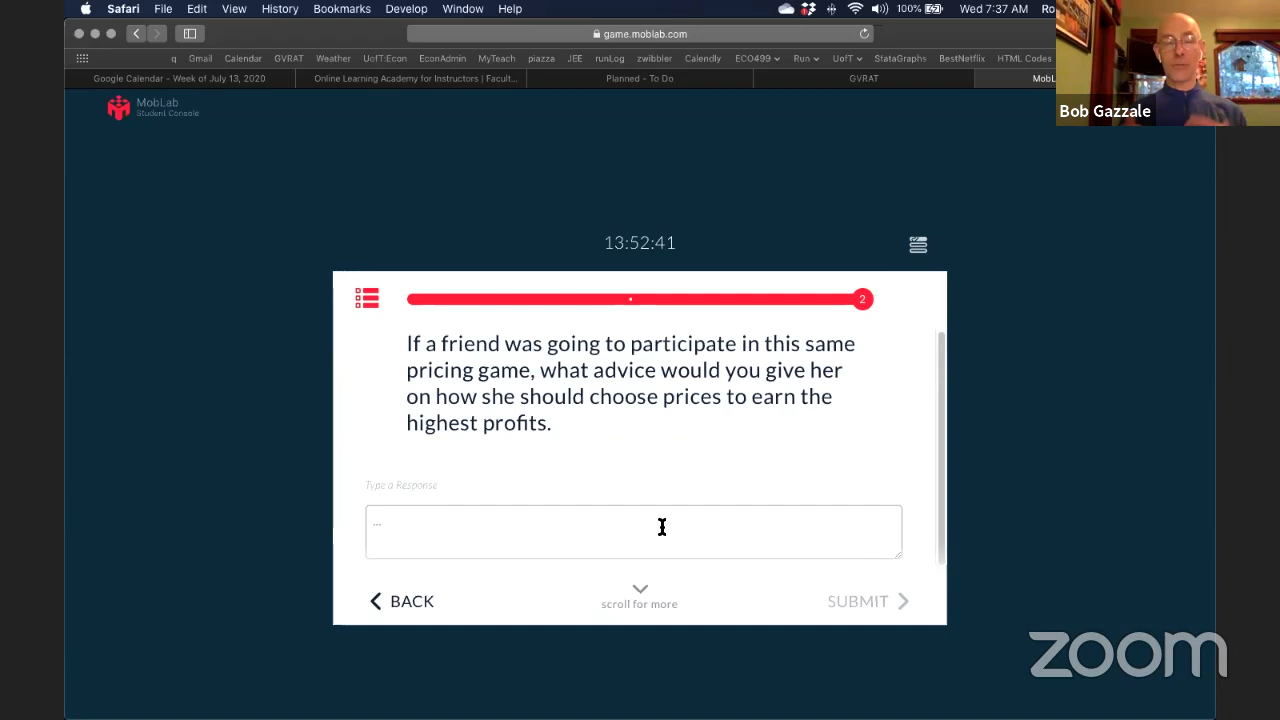 Safari File Edit View History Bookmarks Develop Window Help 100% Wed 7:37 AM Ro
game.moblab.com
q Gmail Calendar GVRAT Weather UofT:Econ EconAdmin MyTeach piazza JEE runLog zwibbler Calendly ECO499 Run UofT StataGraphs BestNetflix HTML Codes
Google Calendar - Week of July 13, 2020 Online Learning Academy for Instructors | Facult... Planned - To Do GVRAT MobL
Bob Gazzale
MobLab
Student Console
13:52:41
2
If a friend was going to participate in this same
pricing game, what advice would you give her
on how she should choose prices to earn the
highest profits.
Type a Response
...
BACK
scroll for more
SUBMIT
zoom